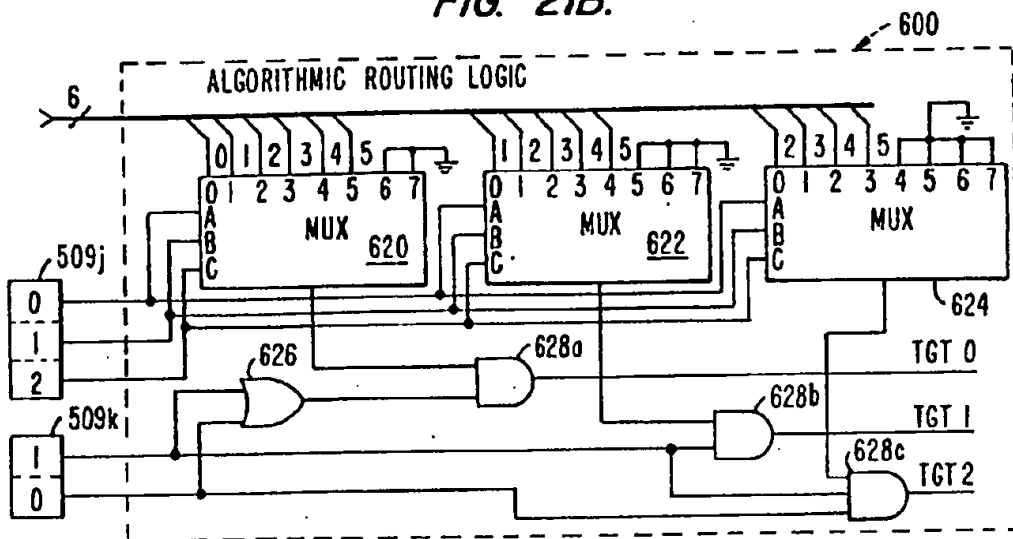 FIG. 21B.
600
ALGORITHMIC ROUTING LOGIC
6
0 1 2 3 4 5
1 2 3 4 5
2 3 4 5
0 1 2 3 4 5 6 7
0 1 2 3 4 5 6 7
0 1 2 3 4 5 6 7
A
B
C
MUX
620
A
B
C
MUX
622
A
B
C
MUX
624
509j
0
1
2
626
628a
TGT 0
628b
TGT 1
509k
1
0
628c
TGT 2